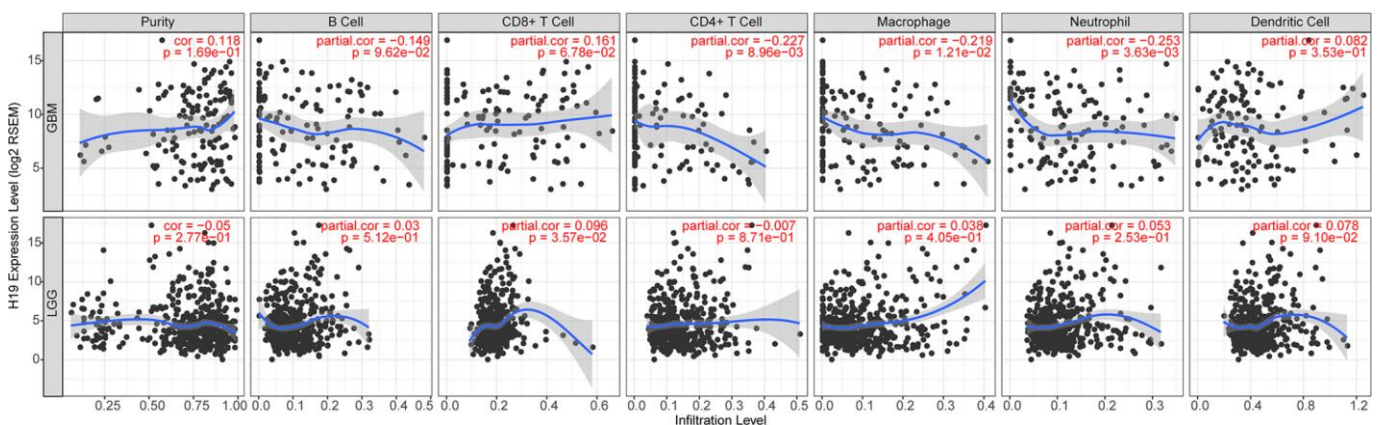 Purity
B Cell
CD8+ T Cell
CD4+ T Cell
Macrophage
Neutrophil
Dendritic Cell
H19 Expression Level (log2 RSEM)
GBM
15
10
5
cor = 0.118
p = 1.69e−01
partial.cor = −0.149
p = 9.62e−02
partial.cor = 0.161
p = 6.78e−02
partial.cor = −0.227
p = 8.96e−03
partial.cor = −0.219
p = 1.21e−02
partial.cor = −0.253
p = 3.63e−03
partial.cor = 0.082
p = 3.53e−01
LGG
15
10
5
0
cor = −0.05
p = 2.77e−01
partial.cor = 0.03
p = 5.12e−01
partial.cor = 0.096
p = 3.57e−02
partial.cor = −0.007
p = 8.71e−01
partial.cor = 0.038
p = 4.05e−01
partial.cor = 0.053
p = 2.53e−01
partial.cor = 0.078
p = 9.10e−02
0.25 0.50 0.75 1.00
0.0 0.1 0.2 0.3 0.4 0.5
0.0 0.2 0.4 0.6
0.0 0.1 0.2 0.3 0.4 0.5
0.0 0.1 0.2 0.3 0.4
0.0 0.1 0.2 0.3
0.0 0.4 0.8 1.2
Infiltration Level